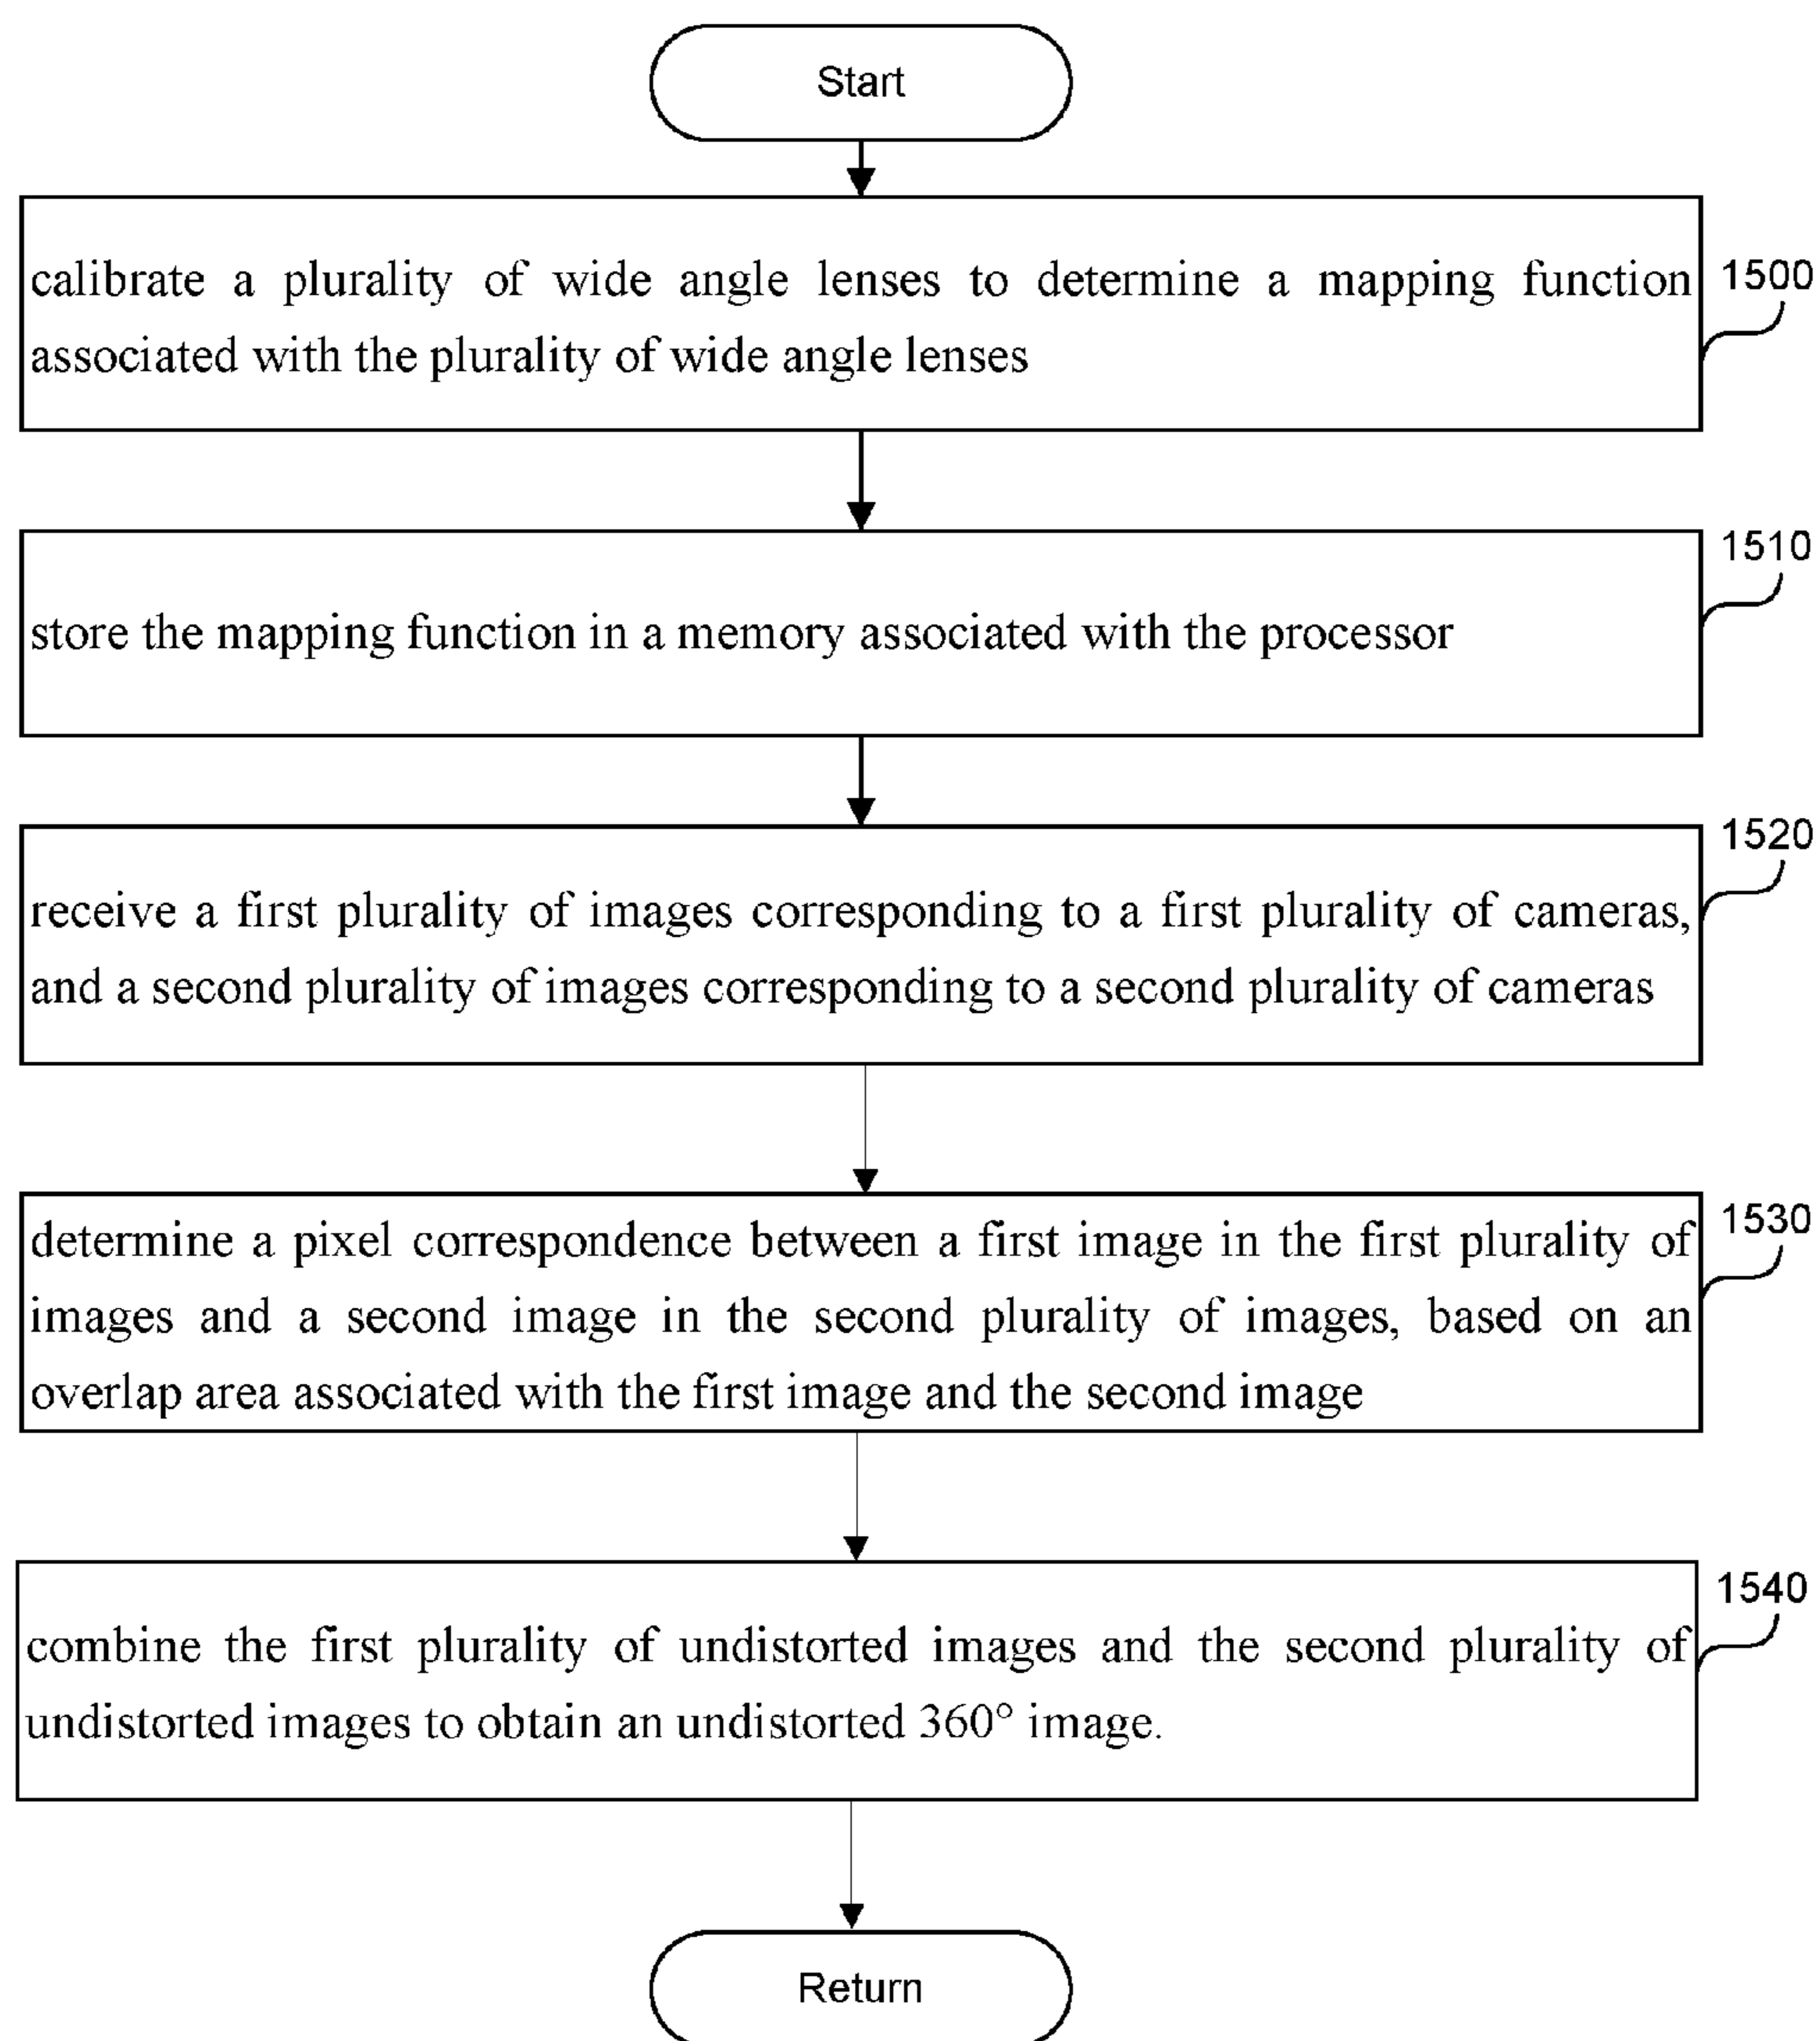 Start
calibrate a plurality of wide angle lenses to determine a mapping function
associated with the plurality of wide angle lenses
1500
store the mapping function in a memory associated with the processor
1510
receive a first plurality of images corresponding to a first plurality of cameras,
and a second plurality of images corresponding to a second plurality of cameras
1520
determine a pixel correspondence between a first image in the first plurality of
images and a second image in the second plurality of images, based on an
overlap area associated with the first image and the second image
1530
combine the first plurality of undistorted images and the second plurality of
undistorted images to obtain an undistorted 360° image.
1540
Return